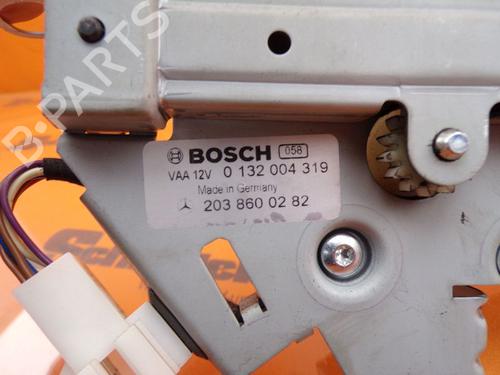 B-PARTS
BOSCH 058
VAA 12V 0 132 004 319
Made in Germany
203 860 02 82